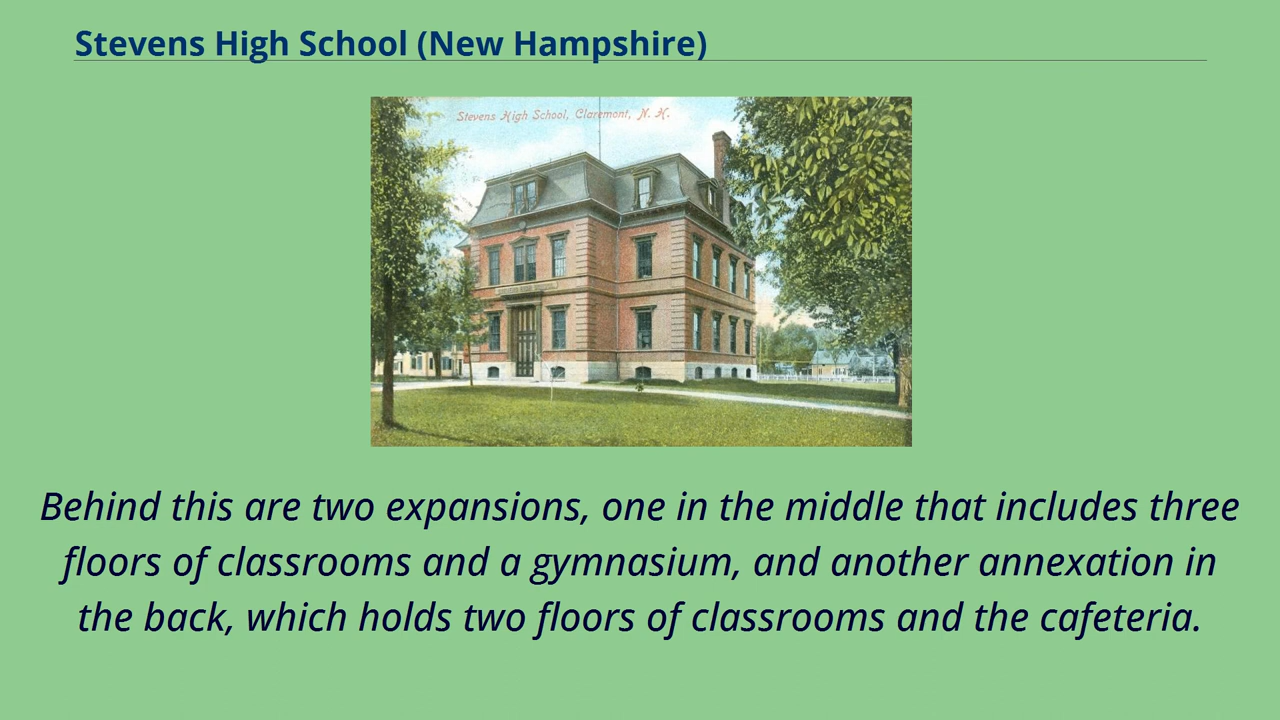 Stevens High School (New Hampshire)
Stevens High School, Claremont, N. H.
Behind this are two expansions, one in the middle that includes three
floors of classrooms and a gymnasium, and another annexation in
the back, which holds two floors of classrooms and the cafeteria.